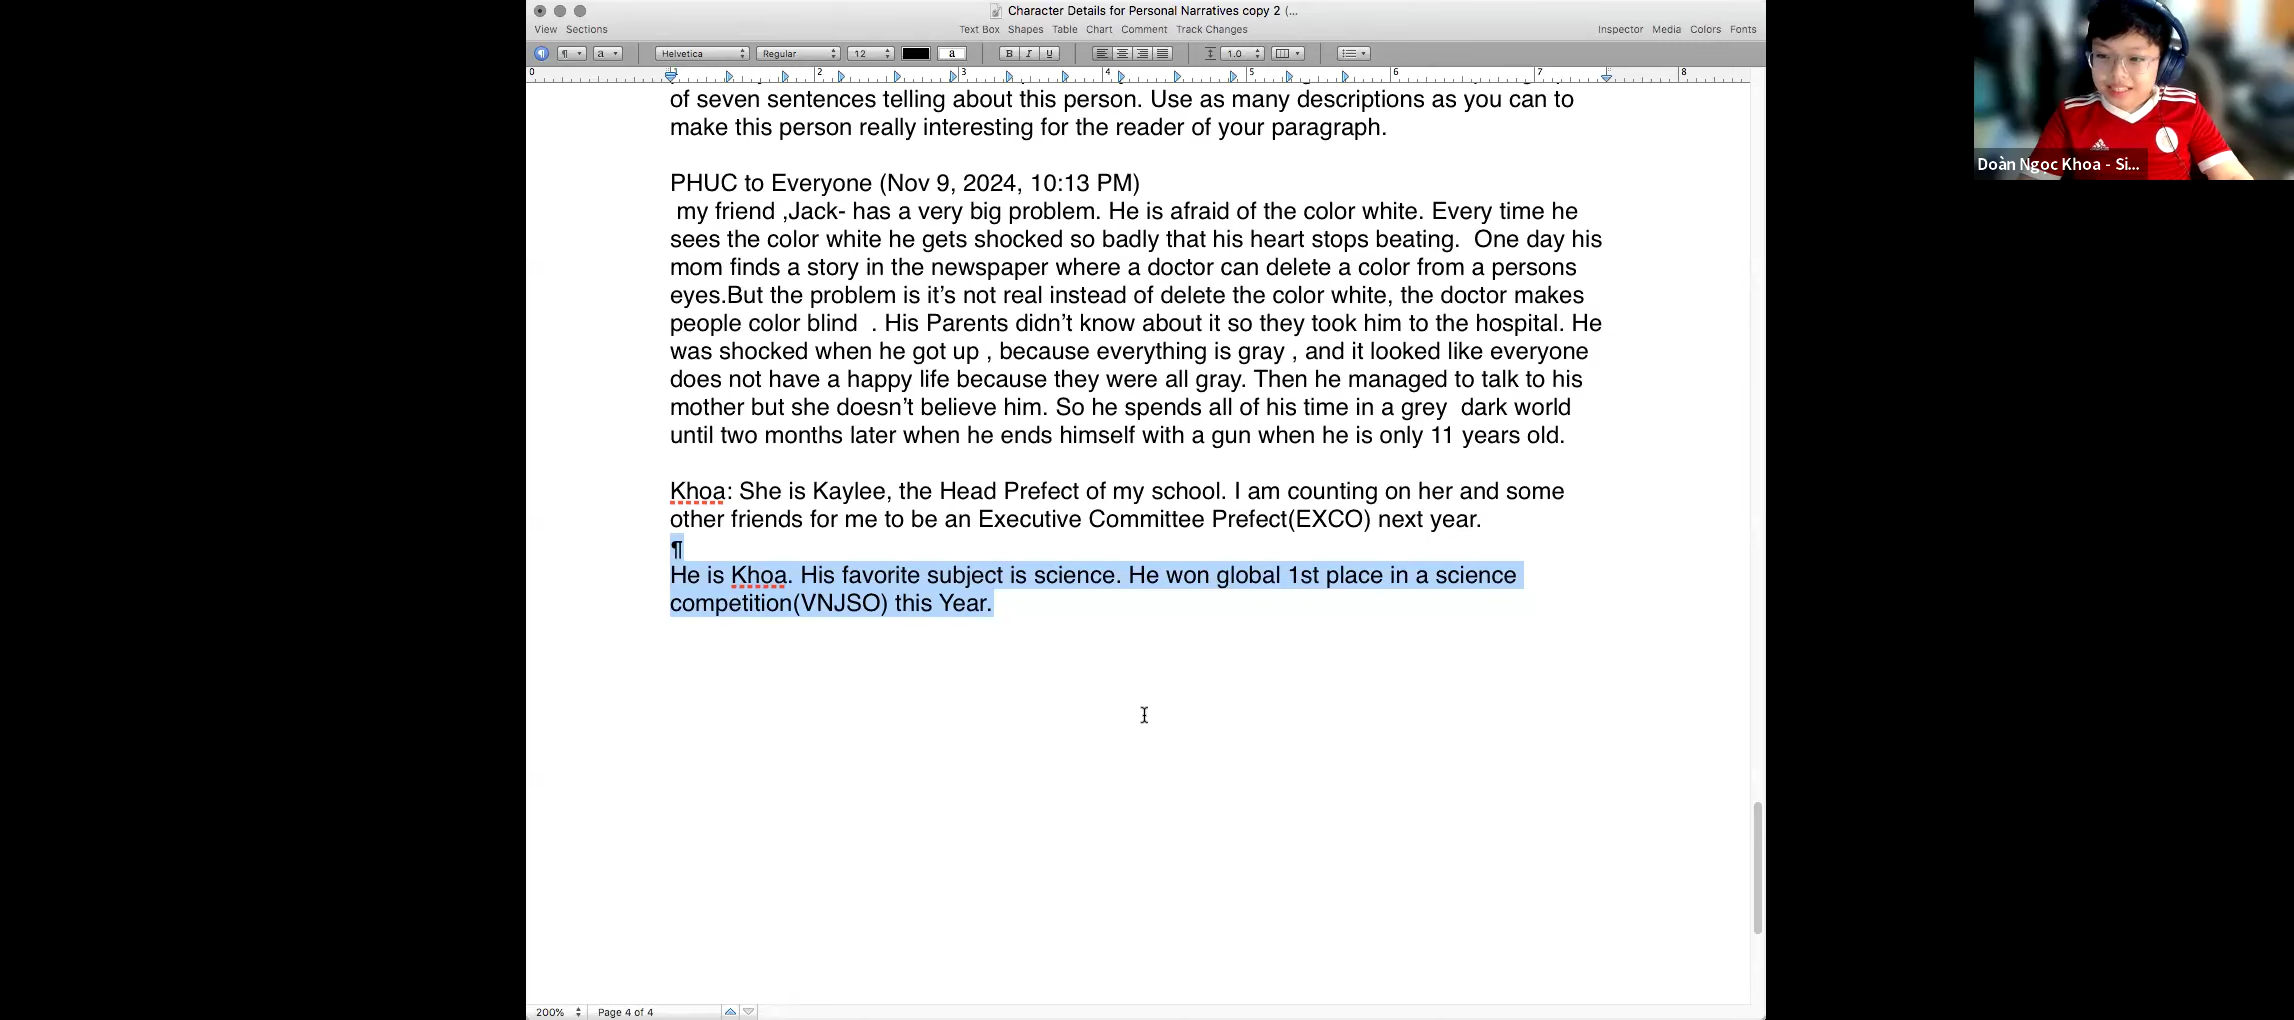 Character Details for Personal Narratives copy 2 (...
View Sections Text Box Shapes Table Chart Comment Track Changes Inspector Media Colors Fonts
¶ a Helvetica Regular 12 a B I U 1.0
0 1 2 3 4 5 6 7 8
of seven sentences telling about this person. Use as many descriptions as you can to
make this person really interesting for the reader of your paragraph.
PHUC to Everyone (Nov 9, 2024, 10:13 PM)
my friend ,Jack- has a very big problem. He is afraid of the color white. Every time he
sees the color white he gets shocked so badly that his heart stops beating.  One day his
mom finds a story in the newspaper where a doctor can delete a color from a persons
eyes.But the problem is it’s not real instead of delete the color white, the doctor makes
people color blind  . His Parents didn’t know about it so they took him to the hospital. He
was shocked when he got up , because everything is gray , and it looked like everyone
does not have a happy life because they were all gray. Then he managed to talk to his
mother but she doesn’t believe him. So he spends all of his time in a grey  dark world
until two months later when he ends himself with a gun when he is only 11 years old.
Khoa: She is Kaylee, the Head Prefect of my school. I am counting on her and some
other friends for me to be an Executive Committee Prefect(EXCO) next year.
¶
He is Khoa. His favorite subject is science. He won global 1st place in a science
competition(VNJSO) this Year.
200% Page 4 of 4
Doàn Ngọc Khoa - Si...
adidas